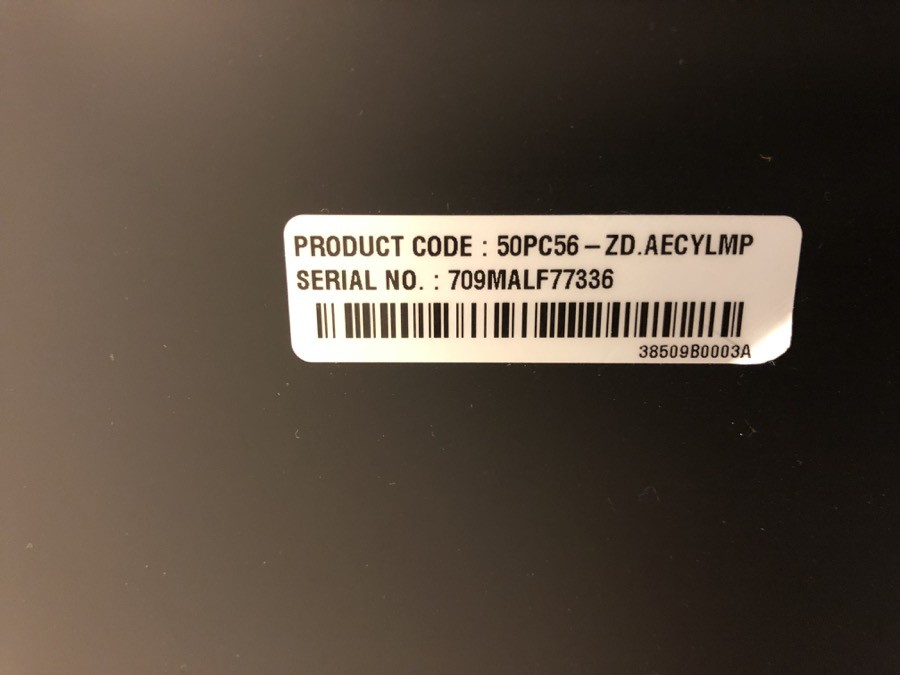 PRODUCT CODE : 50PC56 – ZD.AECYLMP
SERIAL NO. : 709MALF77336
38509B0003A